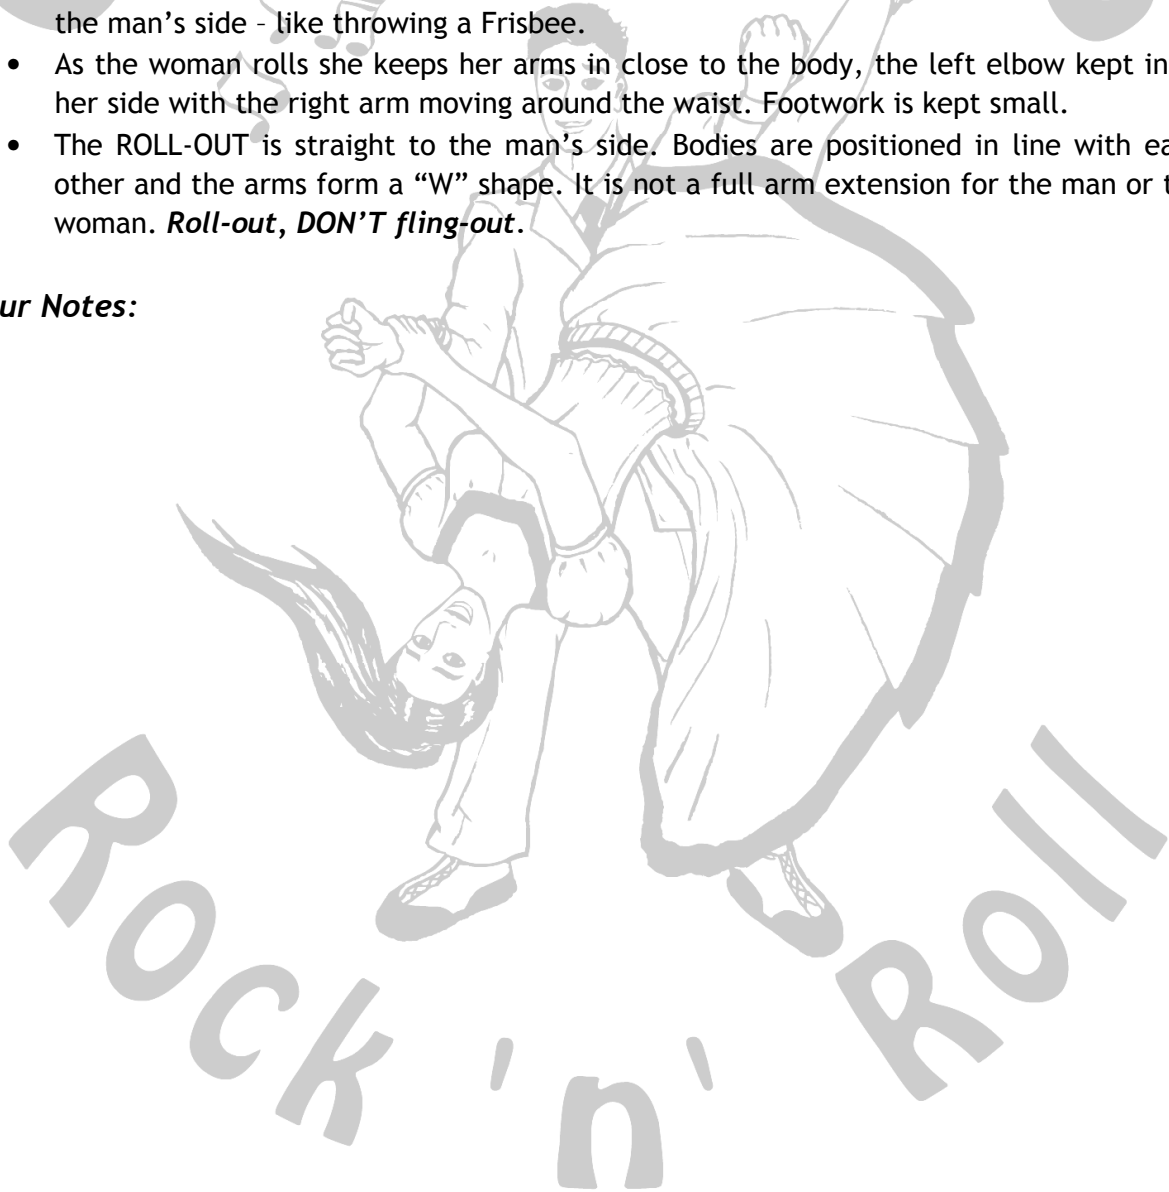 the man’s side – like throwing a Frisbee.
• As the woman rolls she keeps her arms in close to the body, the left elbow kept in
her side with the right arm moving around the waist. Footwork is kept small.
• The ROLL-OUT is straight to the man’s side. Bodies are positioned in line with ea
other and the arms form a “W” shape. It is not a full arm extension for the man or t
woman. Roll-out, DON’T fling-out.
ur Notes:
Rock 'n' Roll